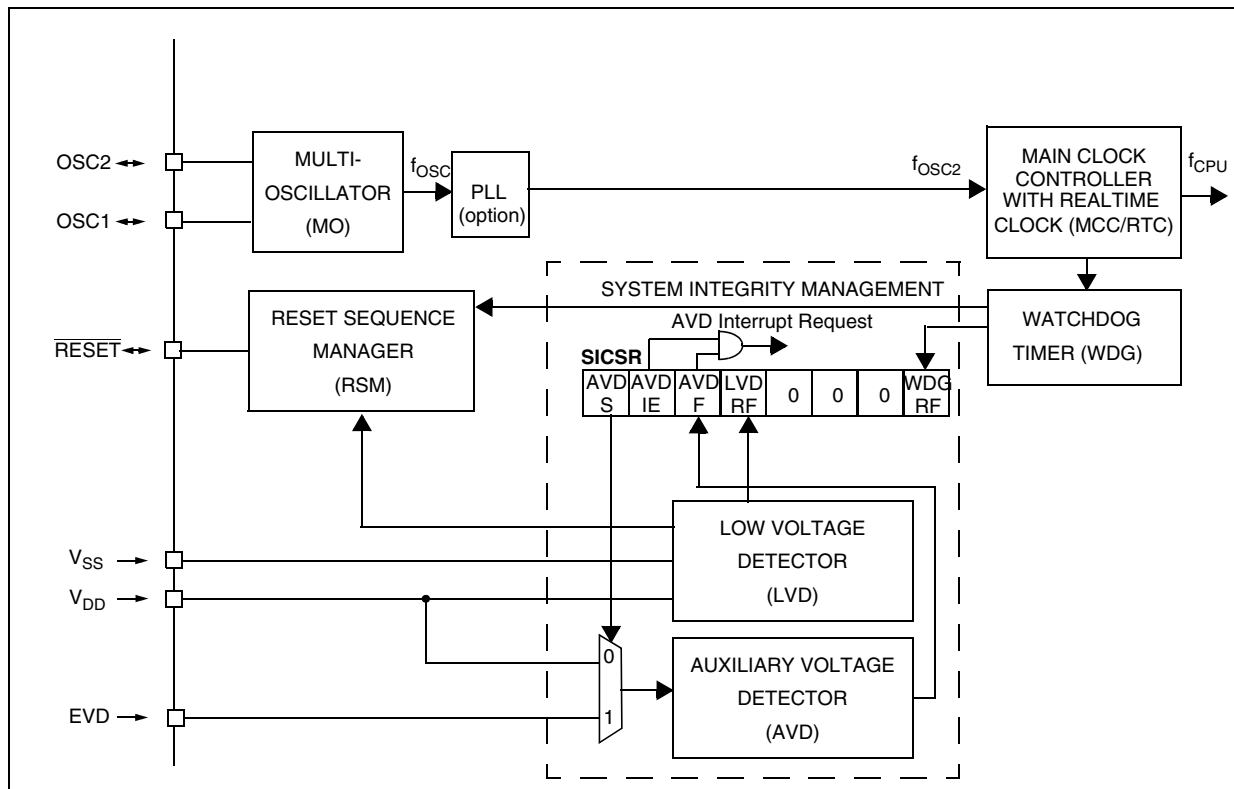 OSC2
OSC1
MULTI-
OSCILLATOR
(MO)
fOSC
PLL
(option)
fOSC2
MAIN CLOCK
CONTROLLER
WITH REALTIME
CLOCK (MCC/RTC)
fCPU
RESET
RESET SEQUENCE
MANAGER
(RSM)
SYSTEM INTEGRITY MANAGEMENT
AVD Interrupt Request
WATCHDOG
TIMER (WDG)
SICSR
AVD AVD AVD LVD WDG
S IE F RF 0 0 0 RF
VSS
VDD
LOW VOLTAGE
DETECTOR
(LVD)
0
1
AUXILIARY VOLTAGE
DETECTOR
(AVD)
EVD